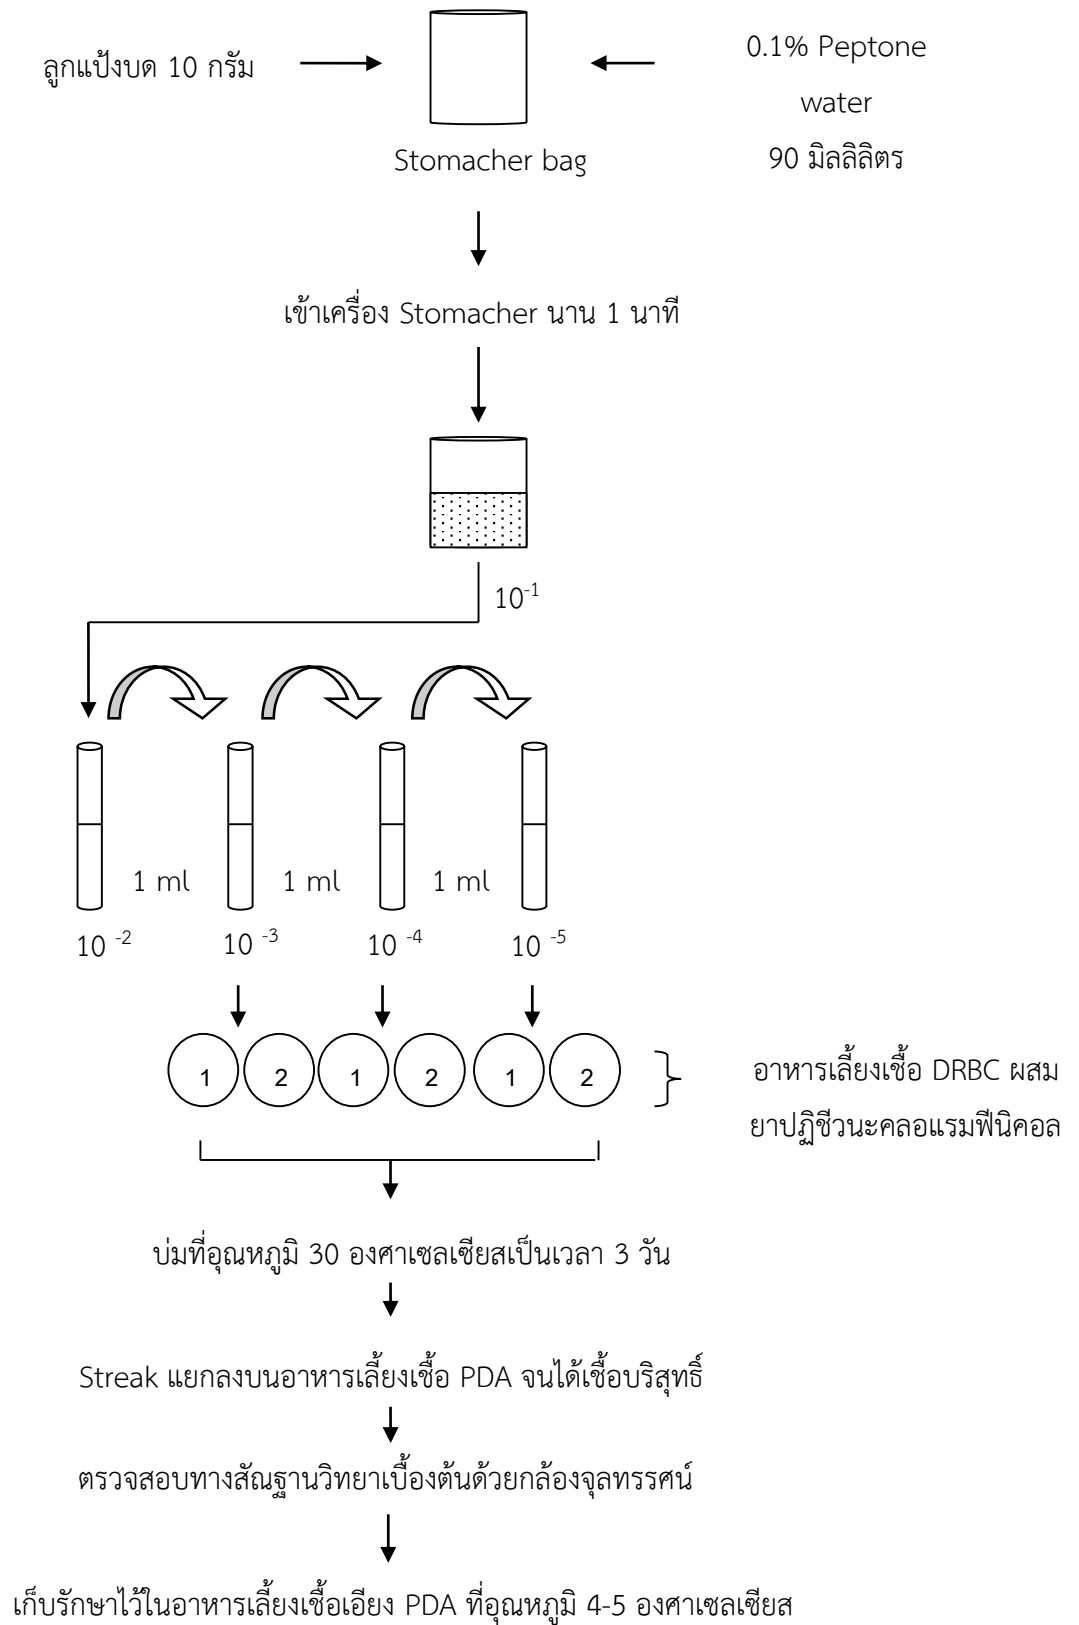 ลูกแป้งบด 10 กรัม
0.1% Peptone
water
90 มิลลิลิตร
Stomacher bag
เข้าเครื่อง Stomacher นาน 1 นาที
10⁻¹
1 ml 1 ml 1 ml
10 ⁻² 10 ⁻³ 10 ⁻⁴ 10 ⁻⁵
1 2 1 2 1 2
อาหารเลี้ยงเชื้อ DRBC ผสม
ยาปฏิชีวนะคลอแรมฟีนิคอล
บ่มที่อุณหภูมิ 30 องศาเซลเซียสเป็นเวลา 3 วัน
Streak แยกลงบนอาหารเลี้ยงเชื้อ PDA จนได้เชื้อบริสุทธิ์
ตรวจสอบทางสัณฐานวิทยาเบื้องต้นด้วยกล้องจุลทรรศน์
เก็บรักษาไว้ในอาหารเลี้ยงเชื้อเอียง PDA ที่อุณหภูมิ 4-5 องศาเซลเซียส